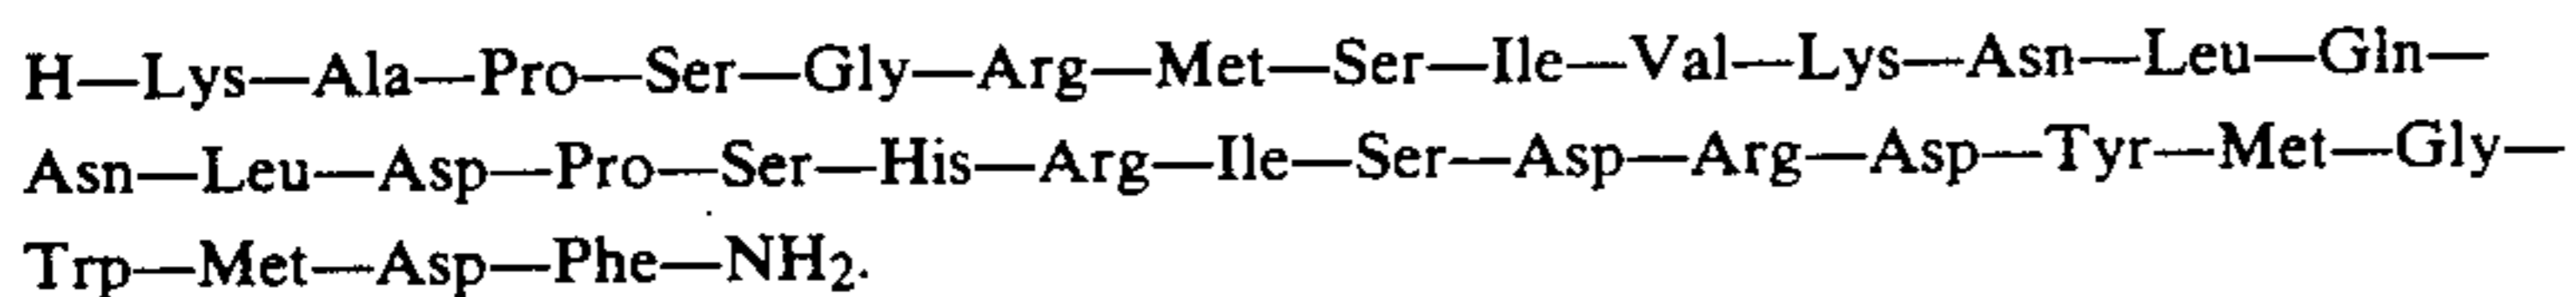 H—Lys—Ala—Pro—Ser—Gly—Arg—Met—Ser—Ile—Val—Lys—Asn—Leu—Gln—
Asn—Leu—Asp—Pro—Ser—His—Arg—Ile—Ser—Asp—Arg—Asp—Tyr—Met—Gly—
Trp—Met—Asp—Phe—NH₂.